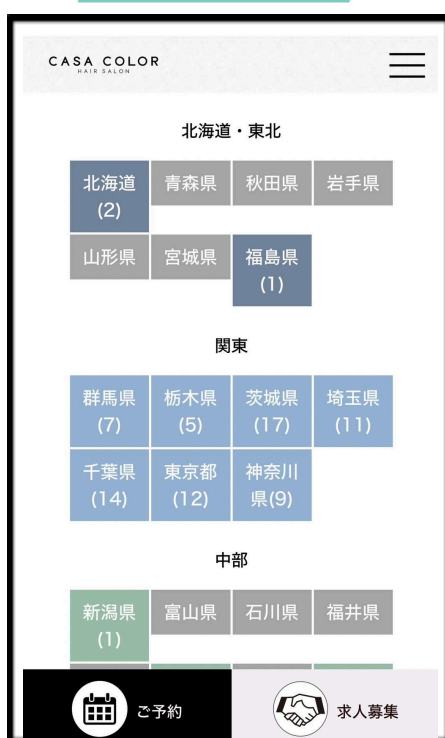 CASA COLOR
HAIR SALON
北海道・東北
北海道
(2)
青森県
秋田県
岩手県
山形県
宮城県
福島県
(1)
関東
群馬県
(7)
栃木県
(5)
茨城県
(17)
埼玉県
(11)
千葉県
(14)
東京都
(12)
神奈川
県(9)
中部
新潟県
(1)
富山県
石川県
福井県
ご予約
求人募集